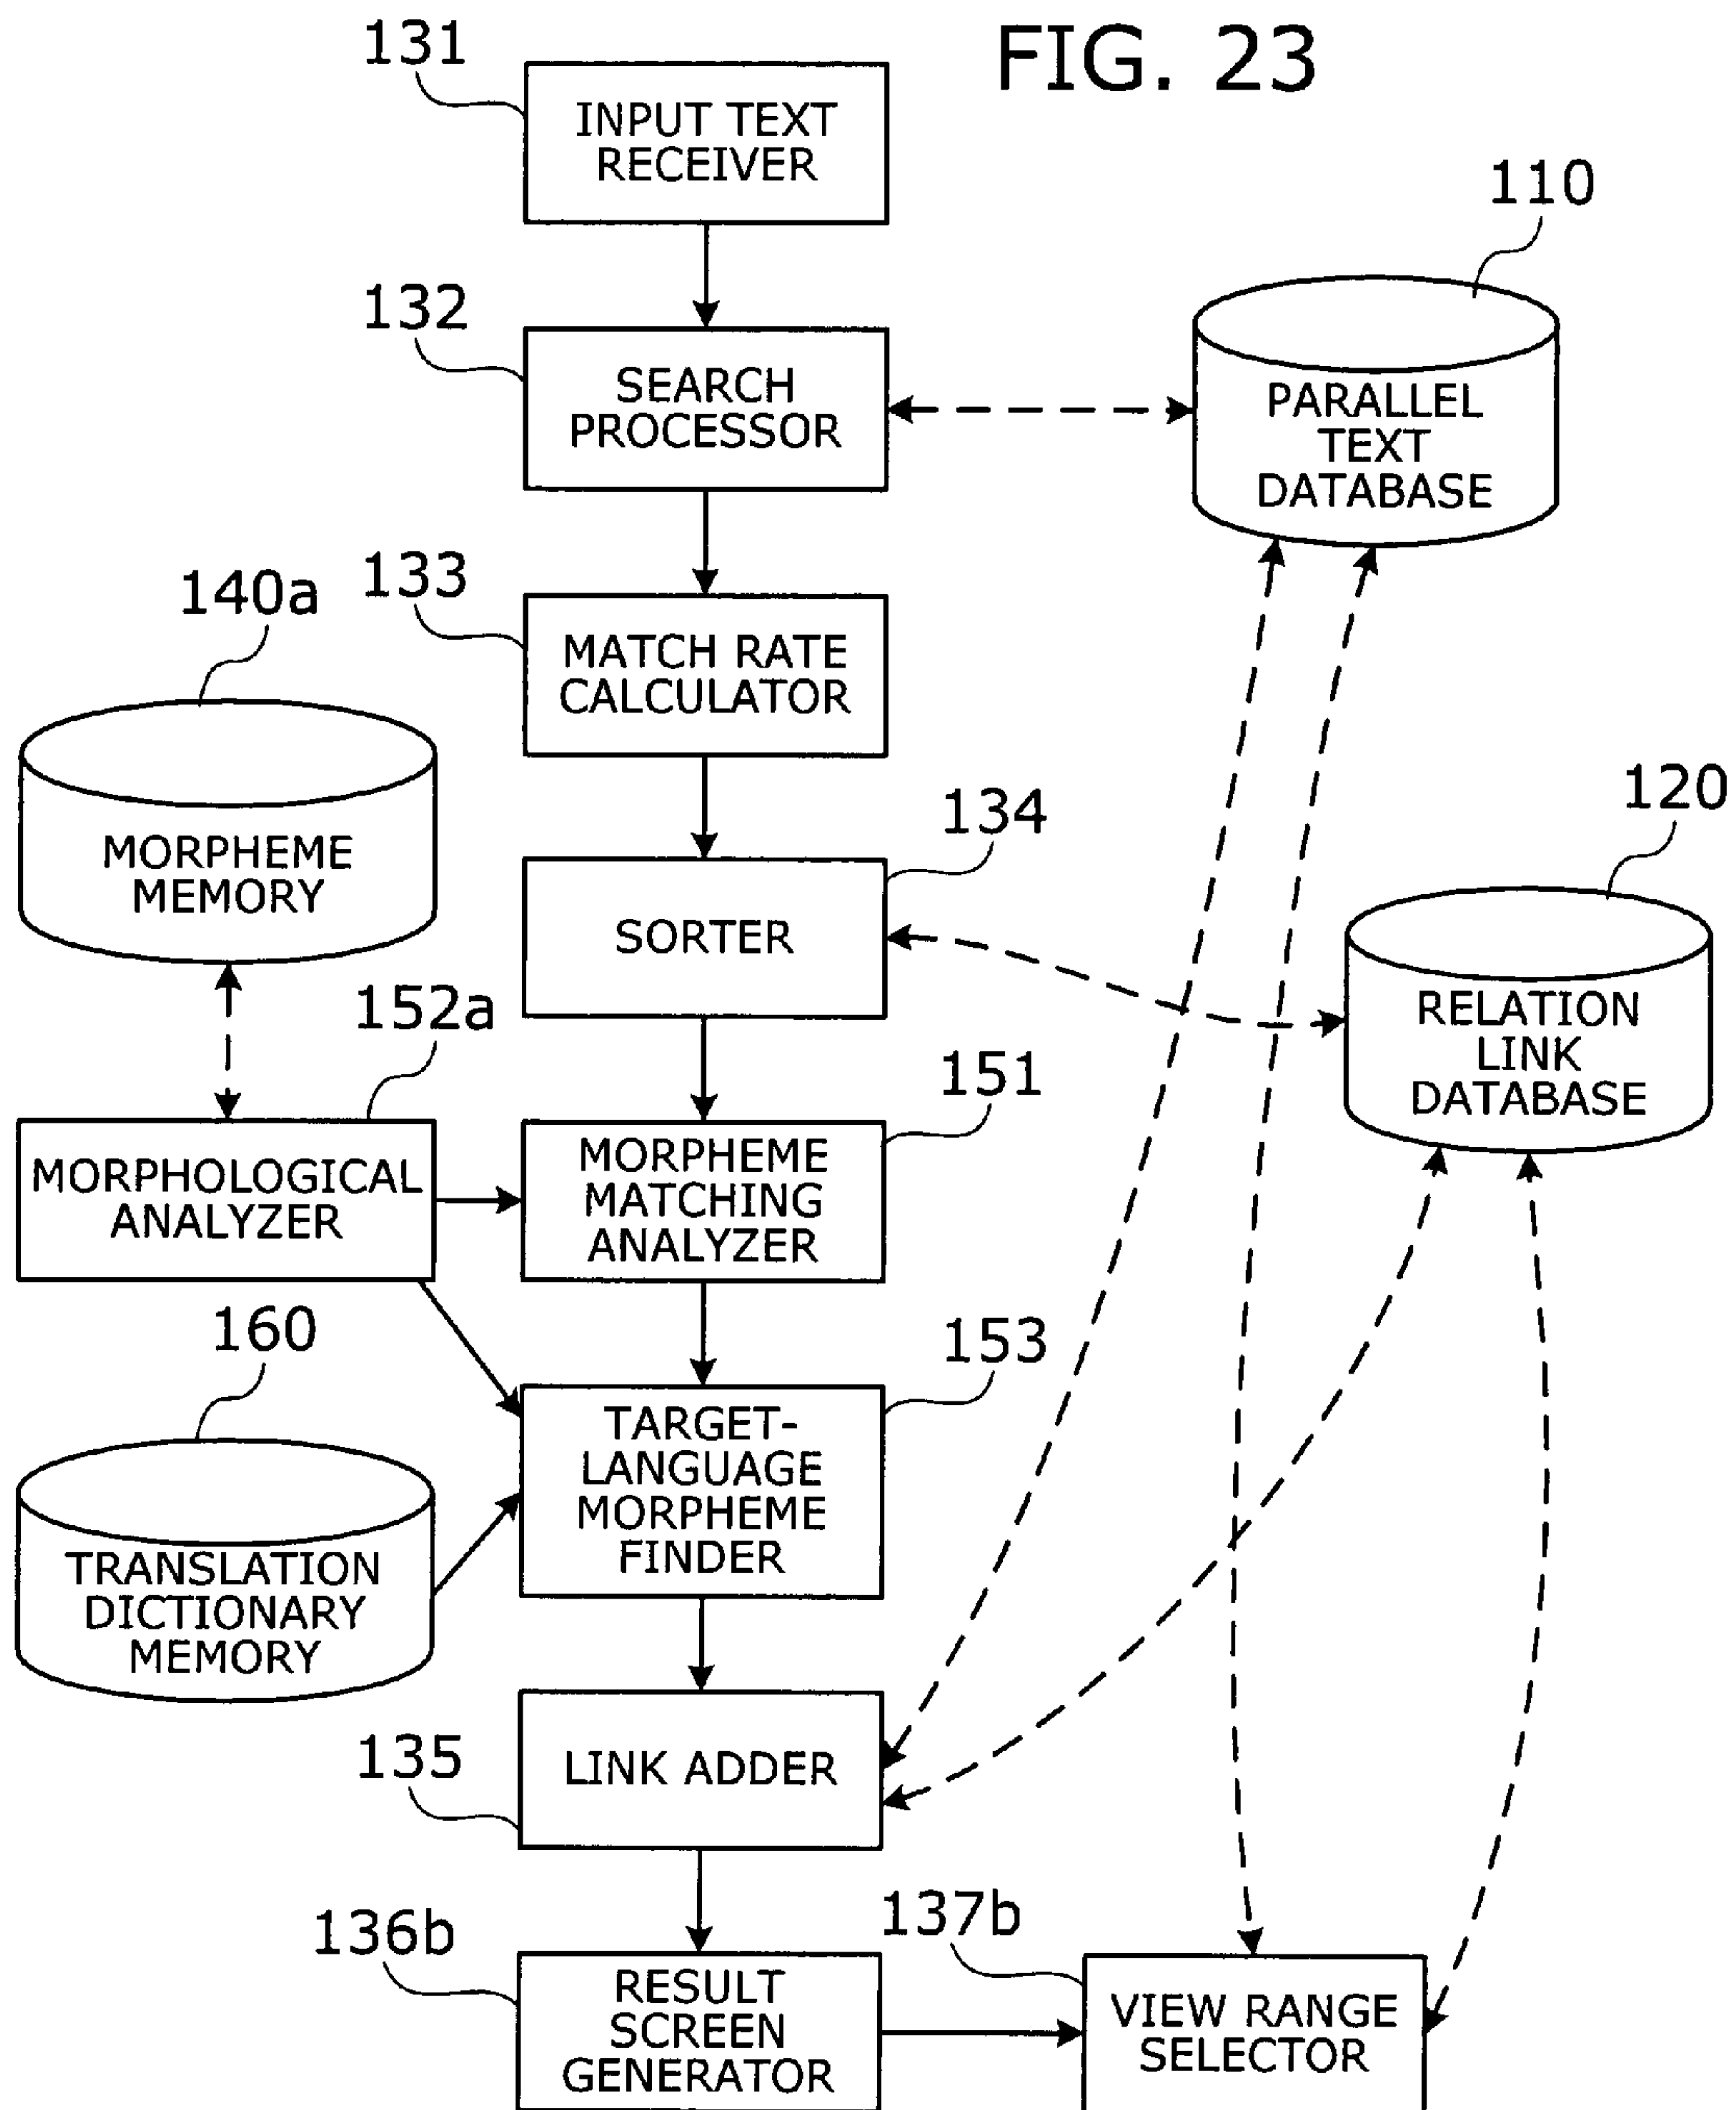 FIG. 23
131
INPUT TEXT
RECEIVER
110
132
SEARCH
PROCESSOR
PARALLEL
TEXT
DATABASE
133
140a
MATCH RATE
CALCULATOR
120
134
MORPHEME
MEMORY
SORTER
RELATION
LINK
DATABASE
152a
151
MORPHOLOGICAL
ANALYZER
MORPHEME
MATCHING
ANALYZER
160
153
TARGET-
LANGUAGE
MORPHEME
FINDER
TRANSLATION
DICTIONARY
MEMORY
135
LINK ADDER
136b
137b
RESULT
SCREEN
GENERATOR
VIEW RANGE
SELECTOR